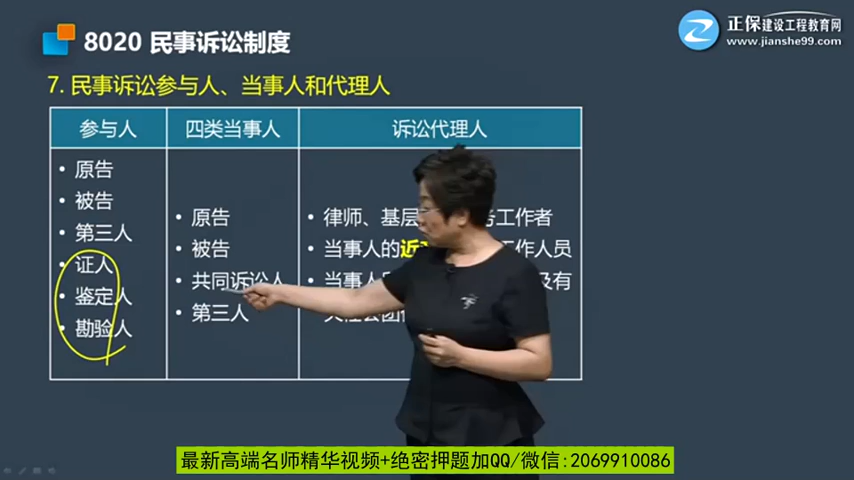 8020 民事诉讼制度
正保建设工程教育网
www.jianshe99.com
7. 民事诉讼参与人、当事人和代理人
参与人
• 原告
• 被告
• 第三人
• 证人
• 鉴定人
• 勘验人
四类当事人
• 原告
• 被告
• 共同诉讼人
• 第三人
诉讼代理人
• 律师、基层 工作者
• 当事人的近 工作人员
• 当事人 及有
最新高端名师精华视频+绝密押题加QQ/微信:2069910086